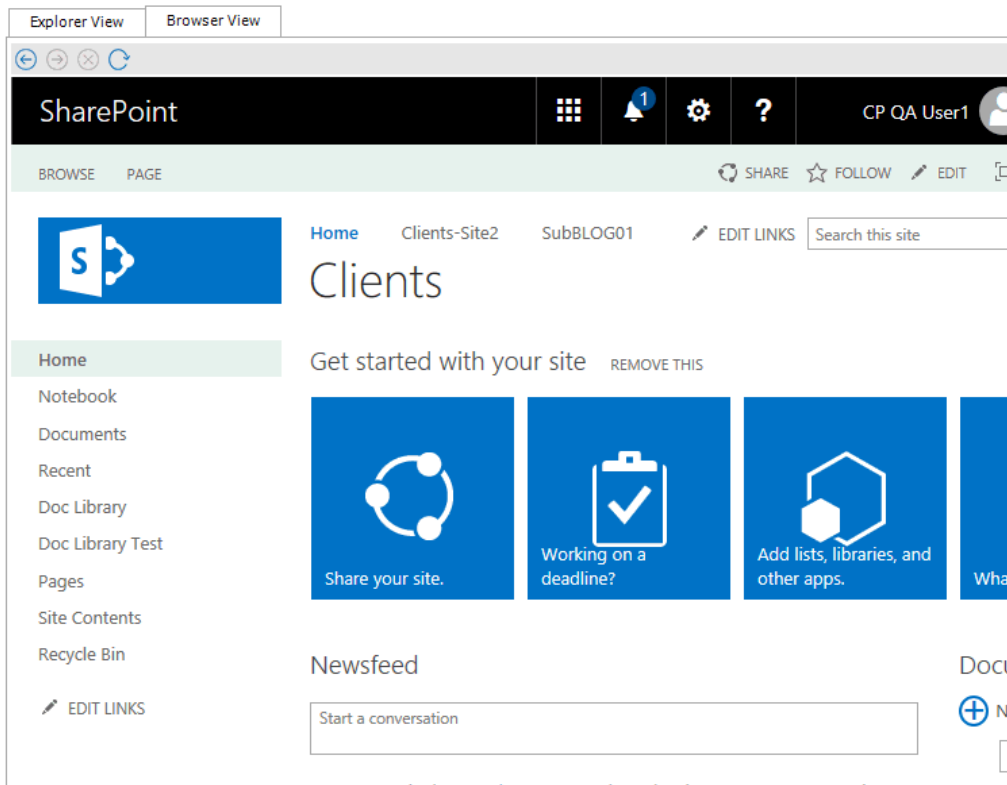 Explorer View
Browser View
SharePoint
1
?
CP QA User1
BROWSE
PAGE
SHARE
FOLLOW
EDIT
S
Home
Clients-Site2
SubBLOG01
EDIT LINKS
Search this site
Clients
Home
Notebook
Documents
Recent
Doc Library
Doc Library Test
Pages
Site Contents
Recycle Bin
EDIT LINKS
Get started with your site
REMOVE THIS
Share your site.
Working on a
deadline?
Add lists, libraries, and
other apps.
Newsfeed
Start a conversation